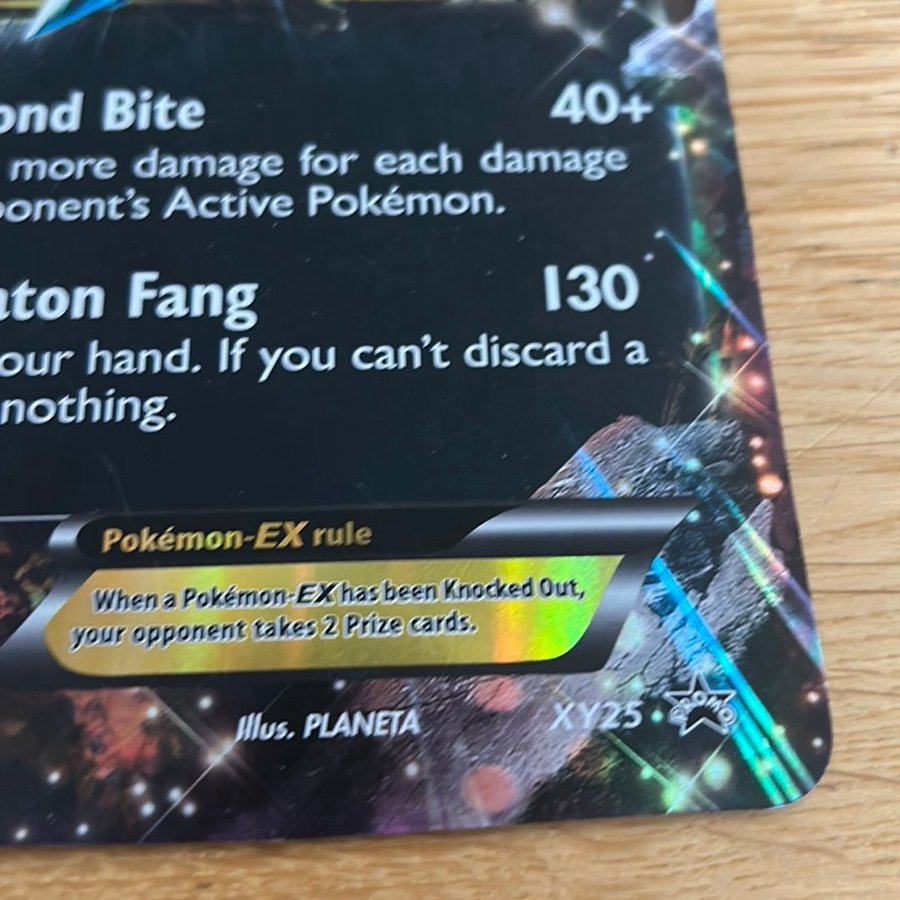 ond Bite 40+
more damage for each damage
ponent's Active Pokémon.
aton Fang 130
our hand. If you can't discard a
nothing.
Pokémon-EX rule
When a Pokémon-EX has been Knocked Out,
your opponent takes 2 Prize cards.
Illus. PLANETA
XY25 PROMO